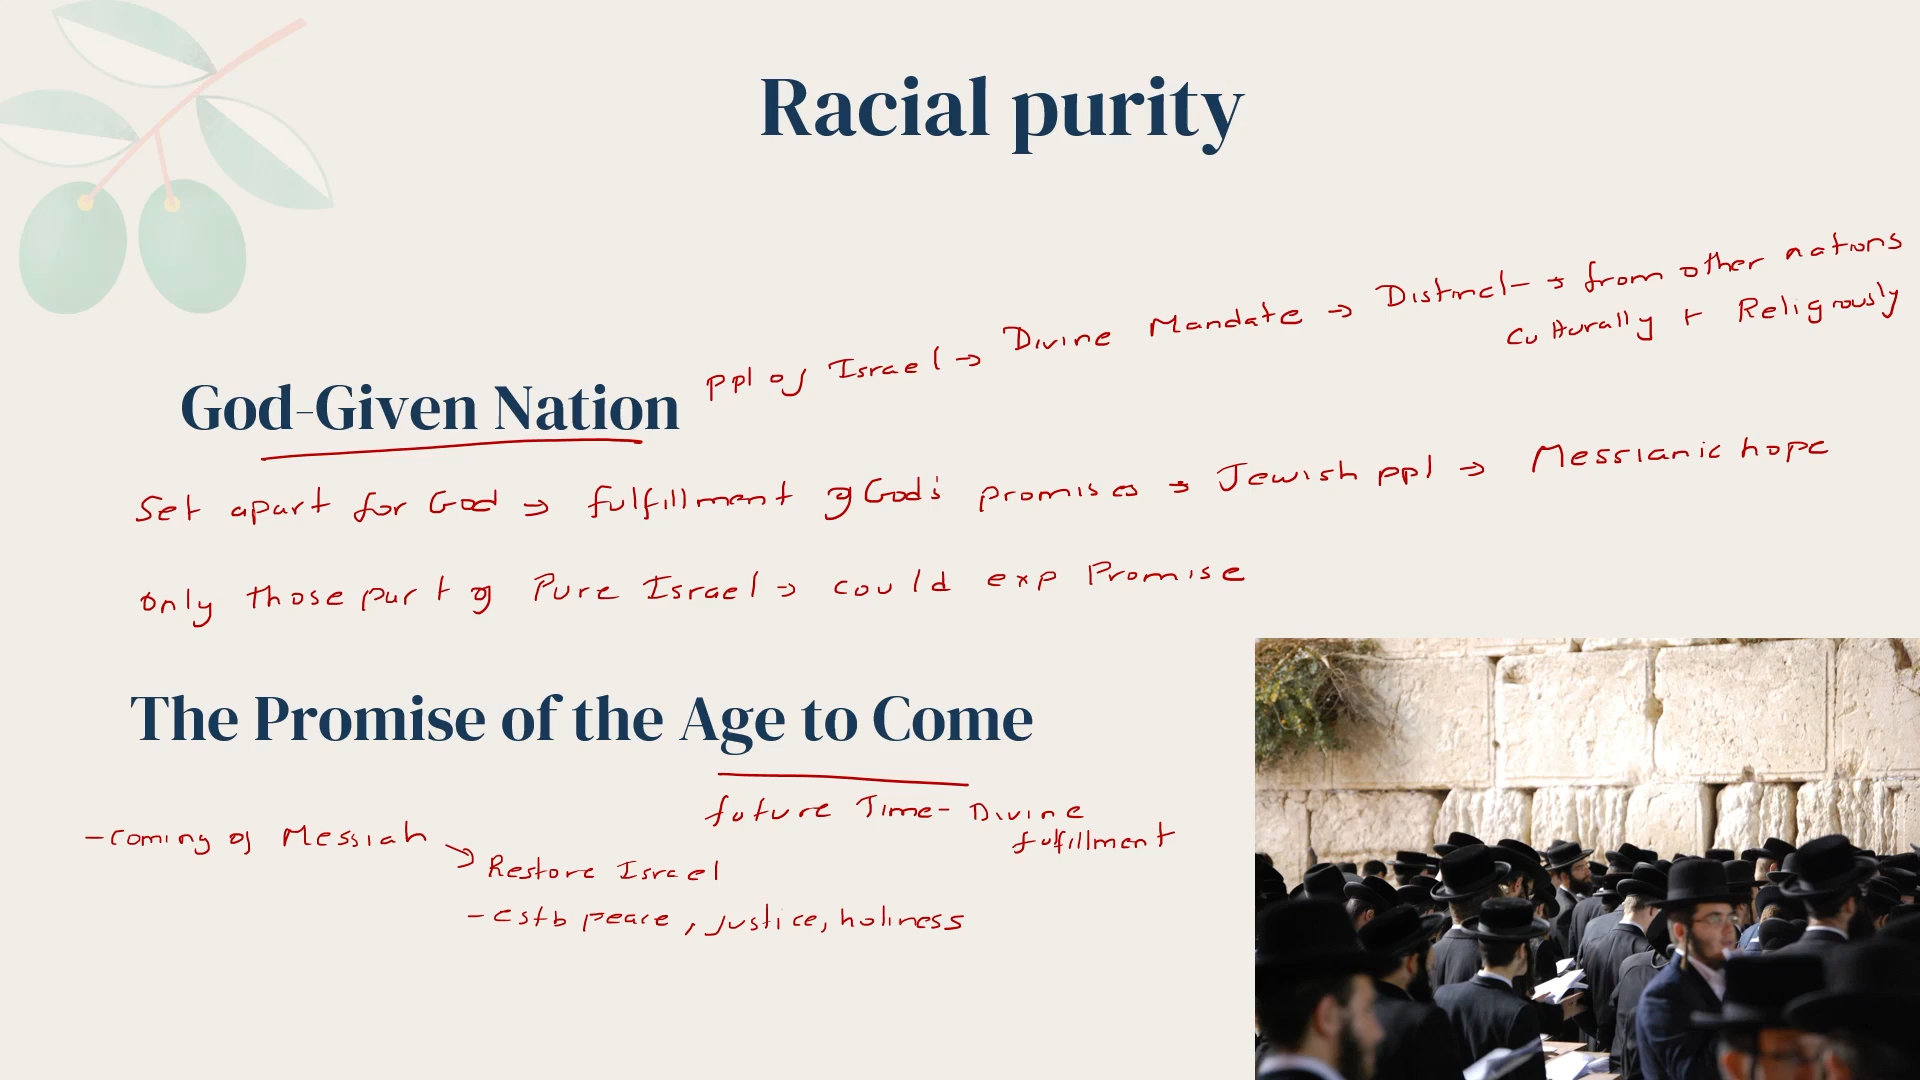 Racial purity
God-Given Nation
ppl of Israel → Divine Mandate → Distinct → from other nations
Culturally + Religiously
Set apart for God → fulfillment of God's promises → Jewish ppl → Messianic hope
only those part of Pure Israel → could exp Promise
The Promise of the Age to Come
future Time - Divine
fulfillment
- coming of Messiah →
Restore Israel
- estb peace, justice, holiness